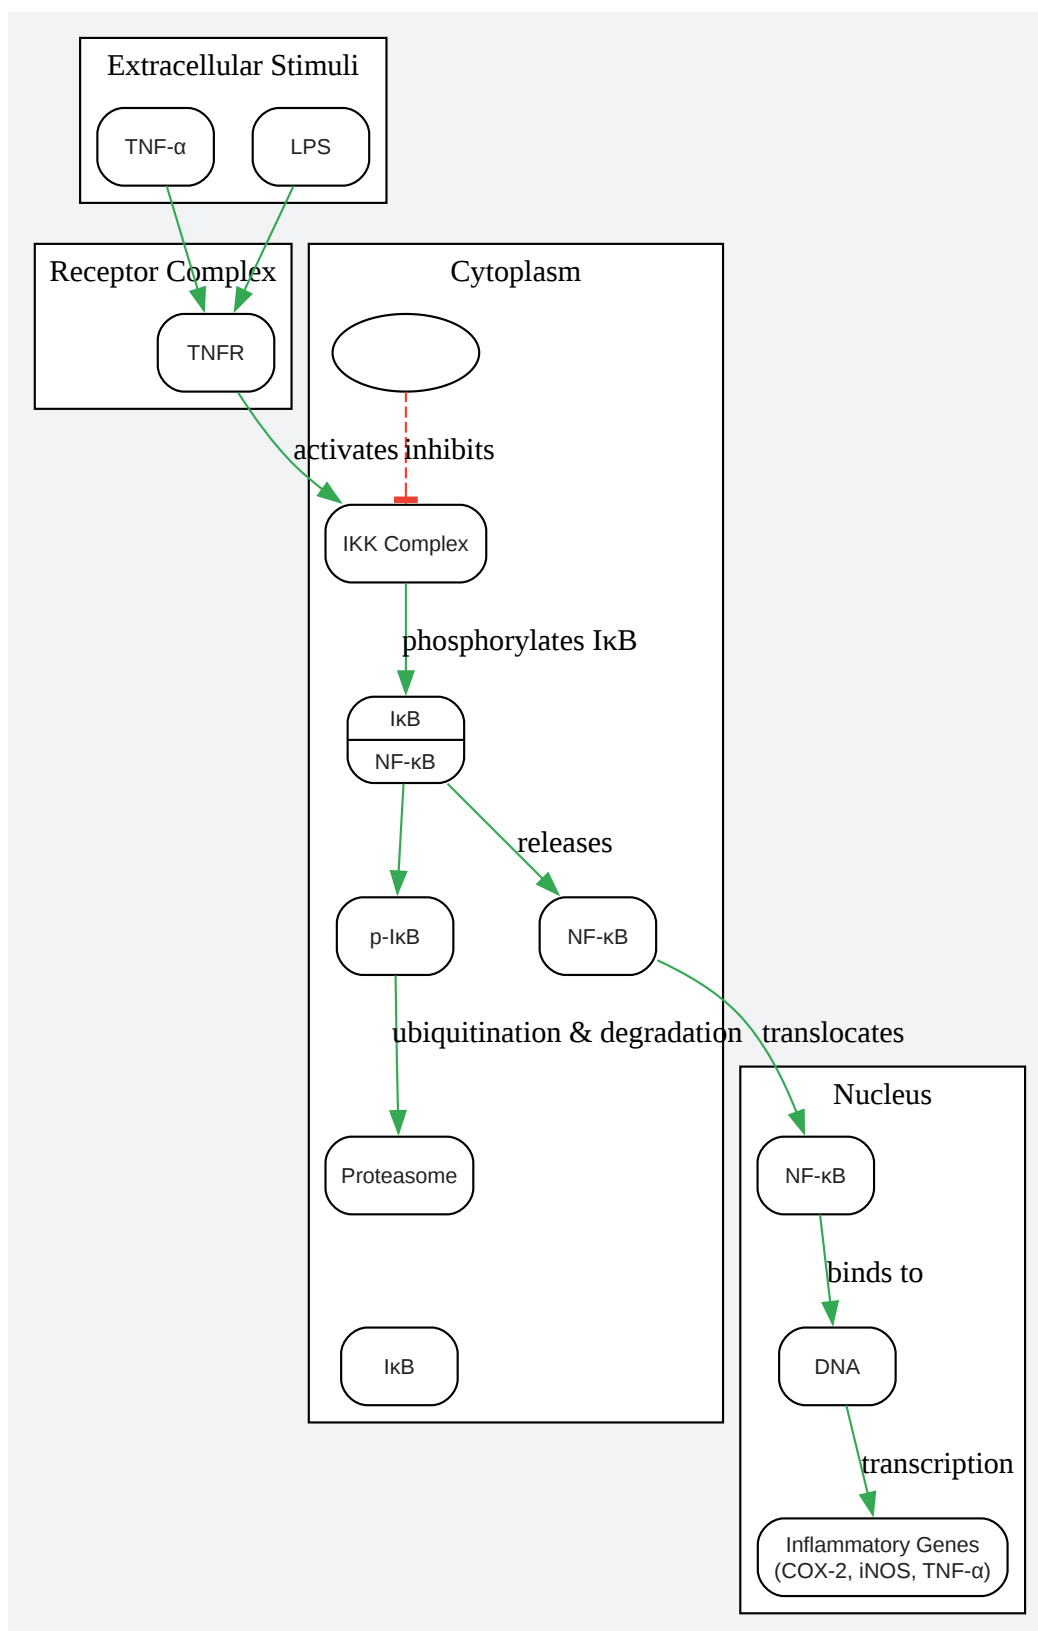 Extracellular Stimuli
TNF-α
LPS
Receptor Complex
TNFR
Cytoplasm
activates
inhibits
IKK Complex
phosphorylates IκB
IκB
NF-κB
releases
p-IκB
NF-κB
ubiquitination & degradation
translocates
Nucleus
Proteasome
NF-κB
binds to
IκB
DNA
transcription
Inflammatory Genes
(COX-2, iNOS, TNF-α)